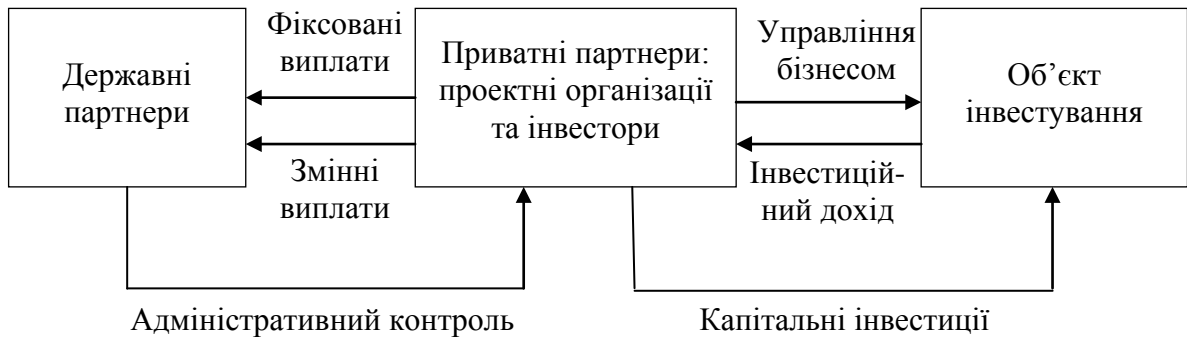 Державні
партнери
Фіксовані
виплати
Змінні
виплати
Приватні партнери:
проектні організації
та інвестори
Управління
бізнесом
Інвестицій-
ний дохід
Об’єкт
інвестування
Адміністративний контроль
Капітальні інвестиції